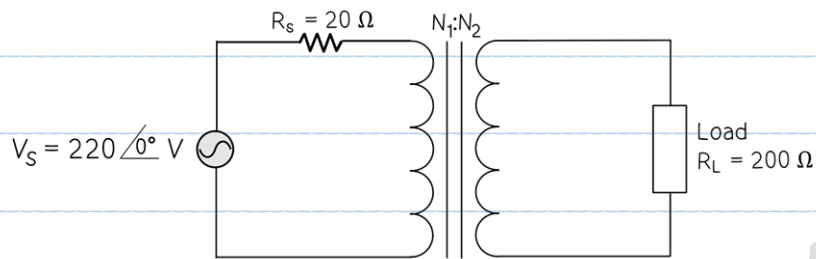 R_S = 20 Ω
N₁:N₂
V_S = 220 ∠0° V
Load
R_L = 200 Ω